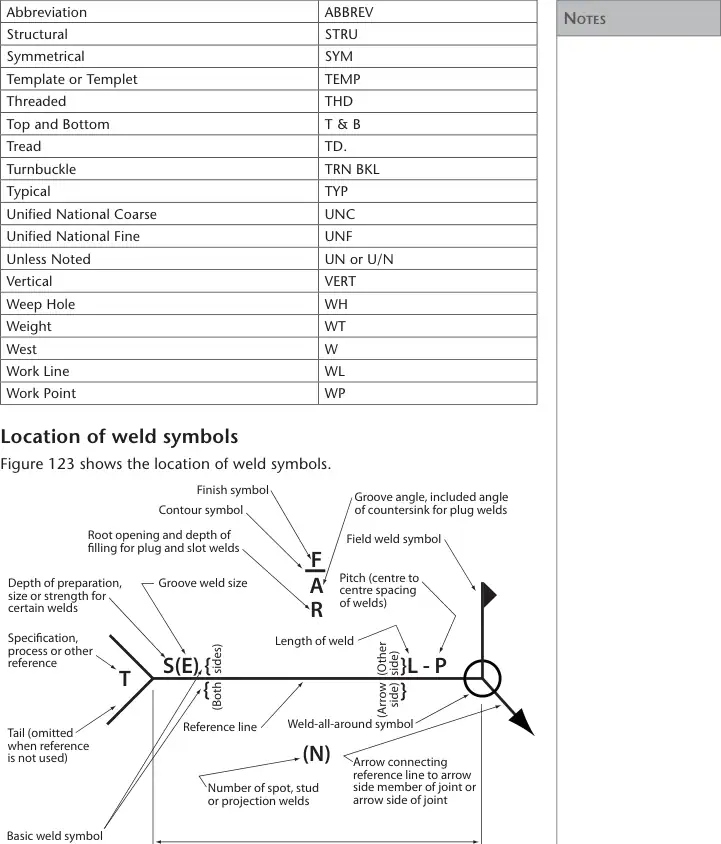 Abbreviation ABBREV
Structural STRU
Symmetrical SYM
Template or Templet TEMP
Threaded THD
Top and Bottom T & B
Tread TD.
Turnbuckle TRN BKL
Typical TYP
Unified National Coarse UNC
Unified National Fine UNF
Unless Noted UN or U/N
Vertical VERT
Weep Hole WH
Weight WT
West W
Work Line WL
Work Point WP
NOTES
Location of weld symbols
Figure 123 shows the location of weld symbols.
Finish symbol
Contour symbol
Root opening and depth of
filling for plug and slot welds
Groove angle, included angle
of countersink for plug welds
Field weld symbol
F
A
R
Depth of preparation,
size or strength for
certain welds
Groove weld size
Pitch (centre to
centre spacing
of welds)
Specification,
process or other
reference
Length of weld
T
S(E) {
{
(Both sides)
(Other
side)
(Arrow
side)
}L - P
}
Tail (omitted
when reference
is not used)
Reference line
Weld-all-around symbol
(N)
Number of spot, stud
or projection welds
Arrow connecting
reference line to arrow
side member of joint or
arrow side of joint
Basic weld symbol